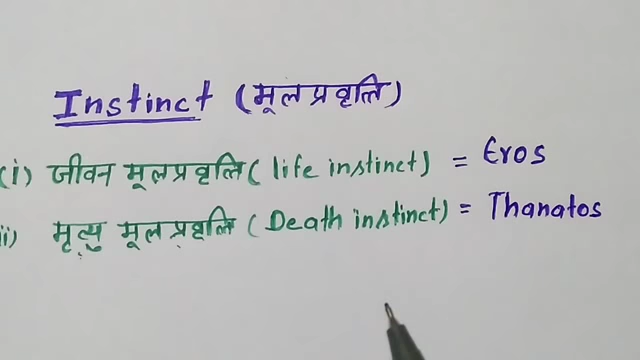 Instinct (मूलप्रवृत्ति)
(i) जीवन मूलप्रवृत्ति (life instinct) = Eros
ii) मृत्यु मूलप्रवृत्ति (Death instinct) = Thanatos